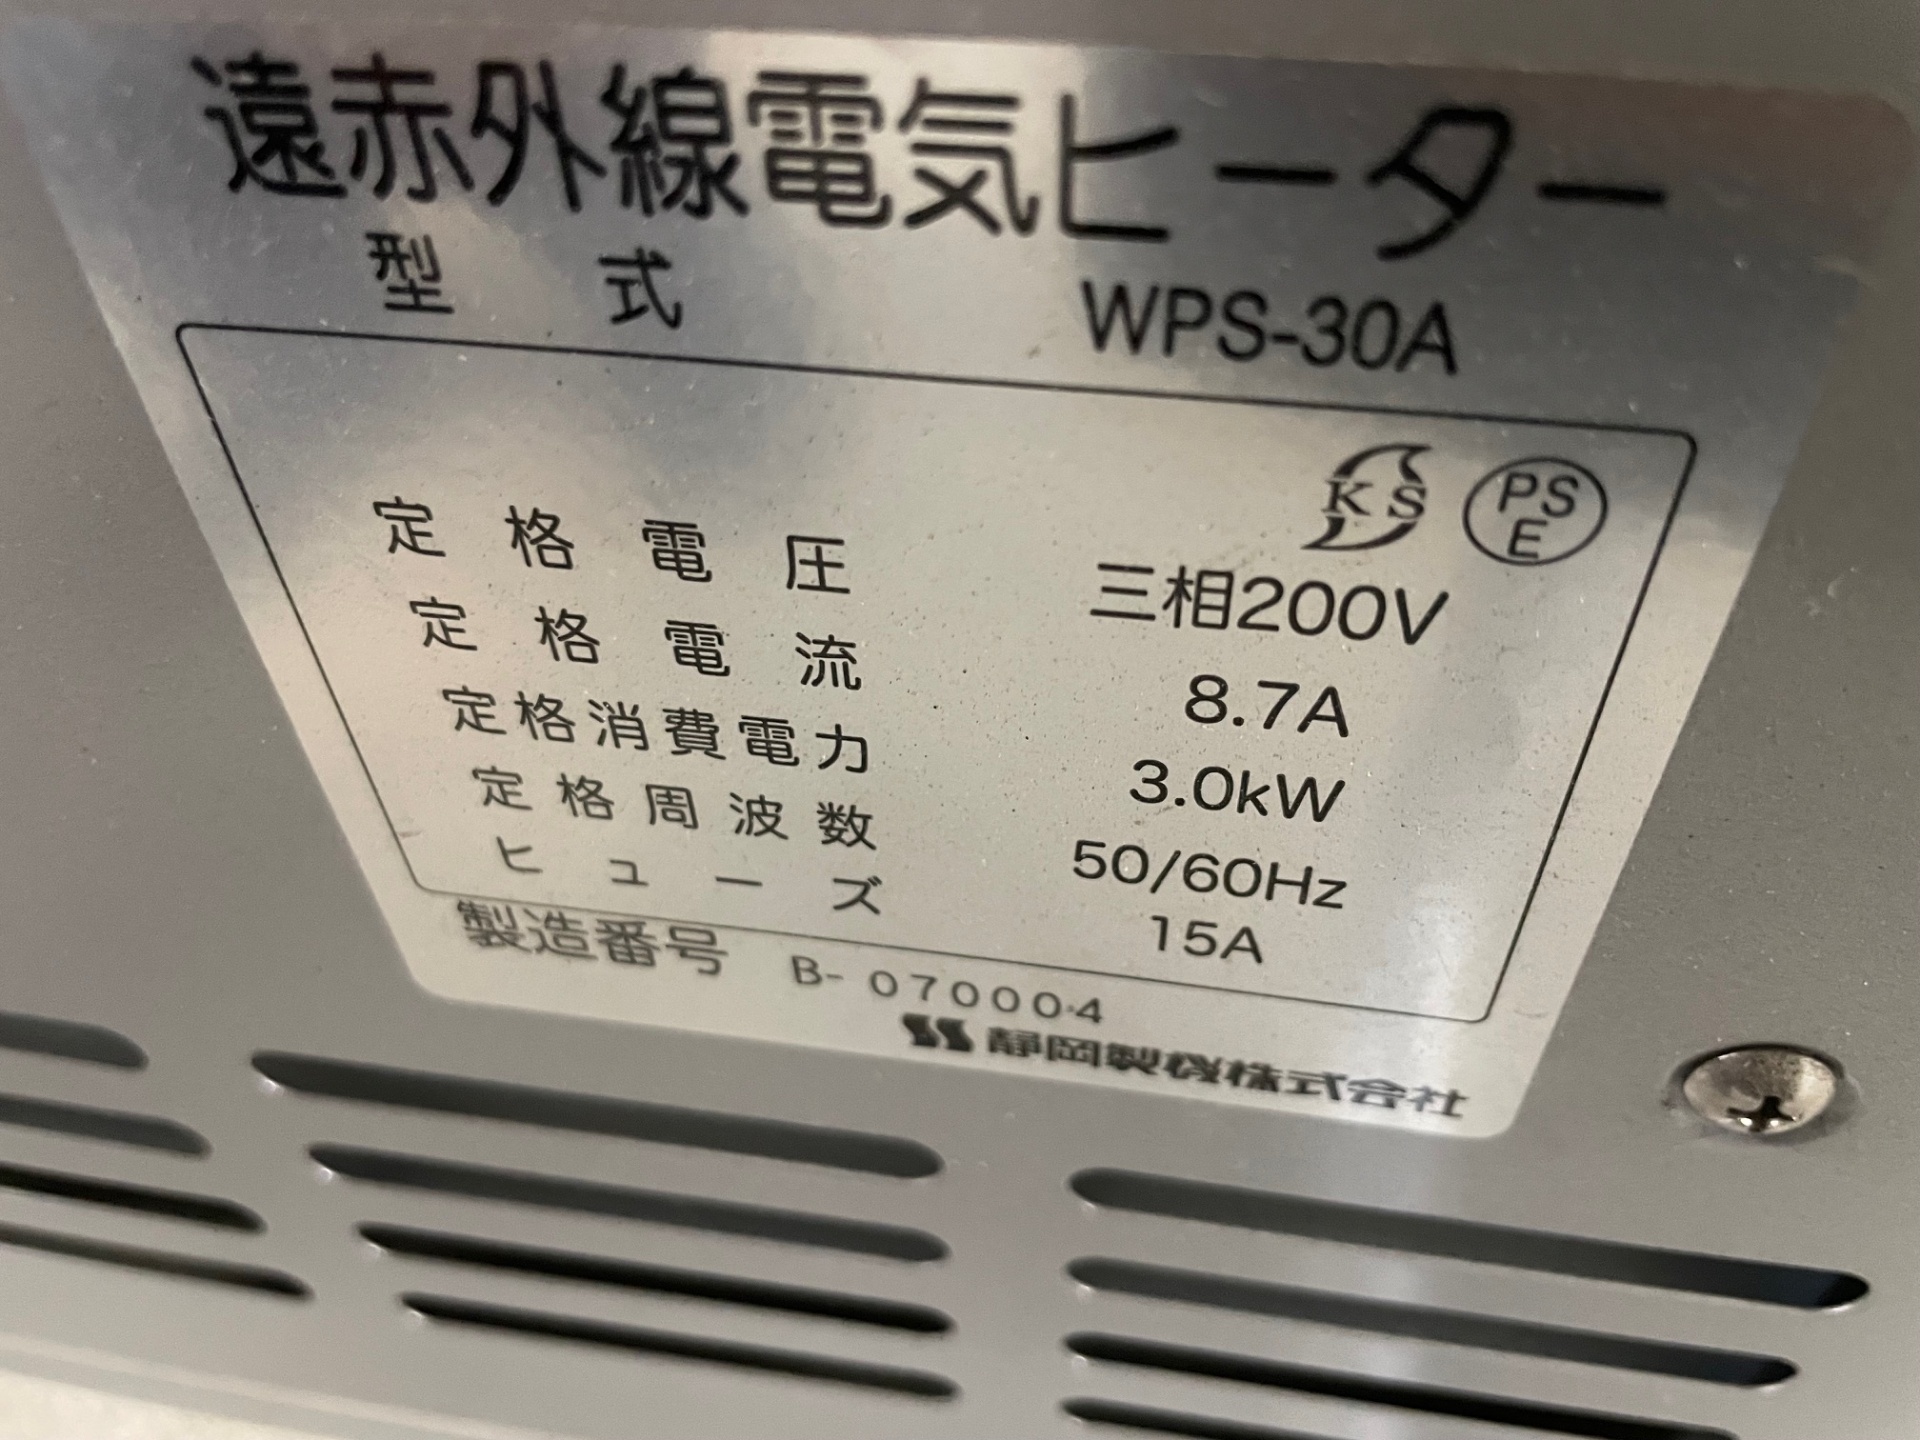 遠赤外線電気ヒーター
型式 WPS-30A
KS PSE
定格電圧 三相200V
定格電流 8.7A
定格消費電力 3.0kW
定格周波数 50/60Hz
ヒューズ 15A
製造番号 B-070004
静岡製機株式会社